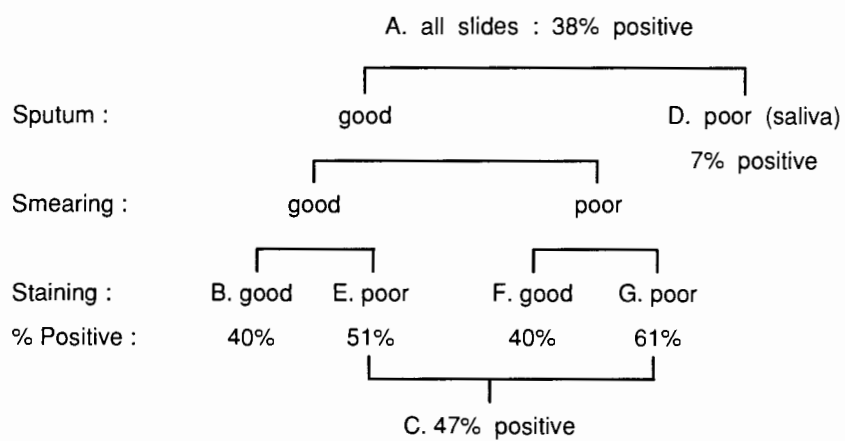 A. all slides : 38% positive
Sputum : good D. poor (saliva)
7% positive
Smearing : good poor
Staining : B. good E. poor F. good G. poor
% Positive : 40% 51% 40% 61%
C. 47% positive